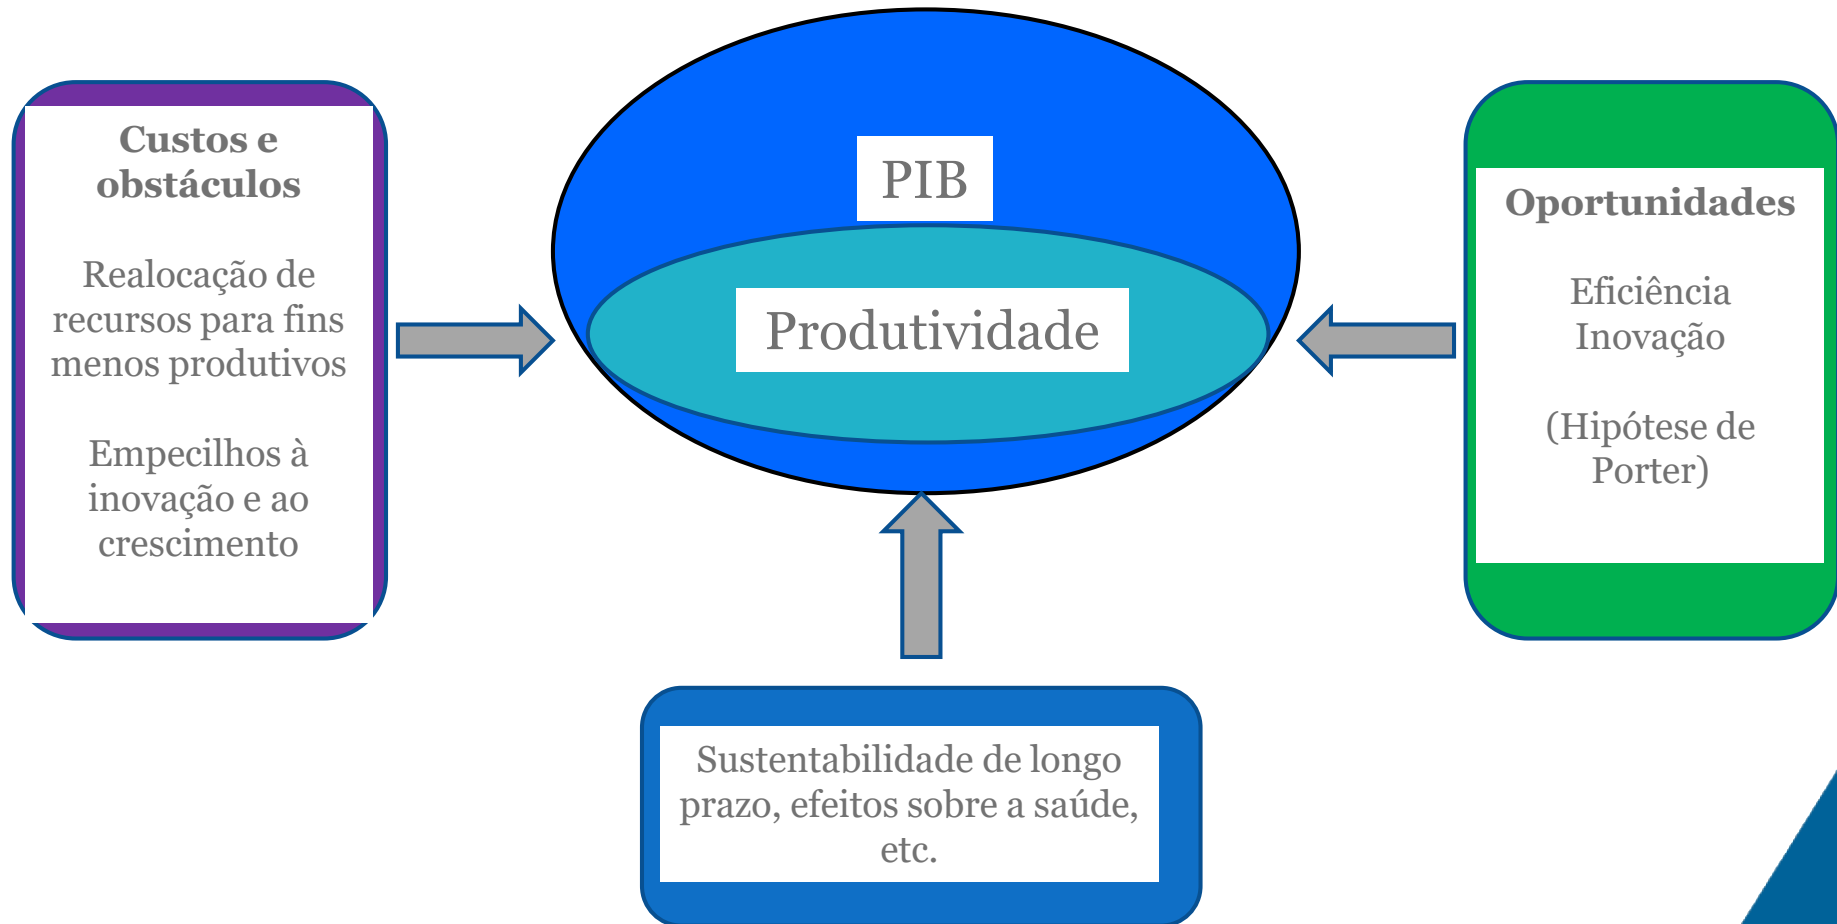 Custos e
obstáculos
Realocação de
recursos para fins
menos produtivos
Empecilhos à
inovação e ao
crescimento
PIB
Produtividade
Oportunidades
Eficiência
Inovação
(Hipótese de
Porter)
Sustentabilidade de longo
prazo, efeitos sobre a saúde,
etc.